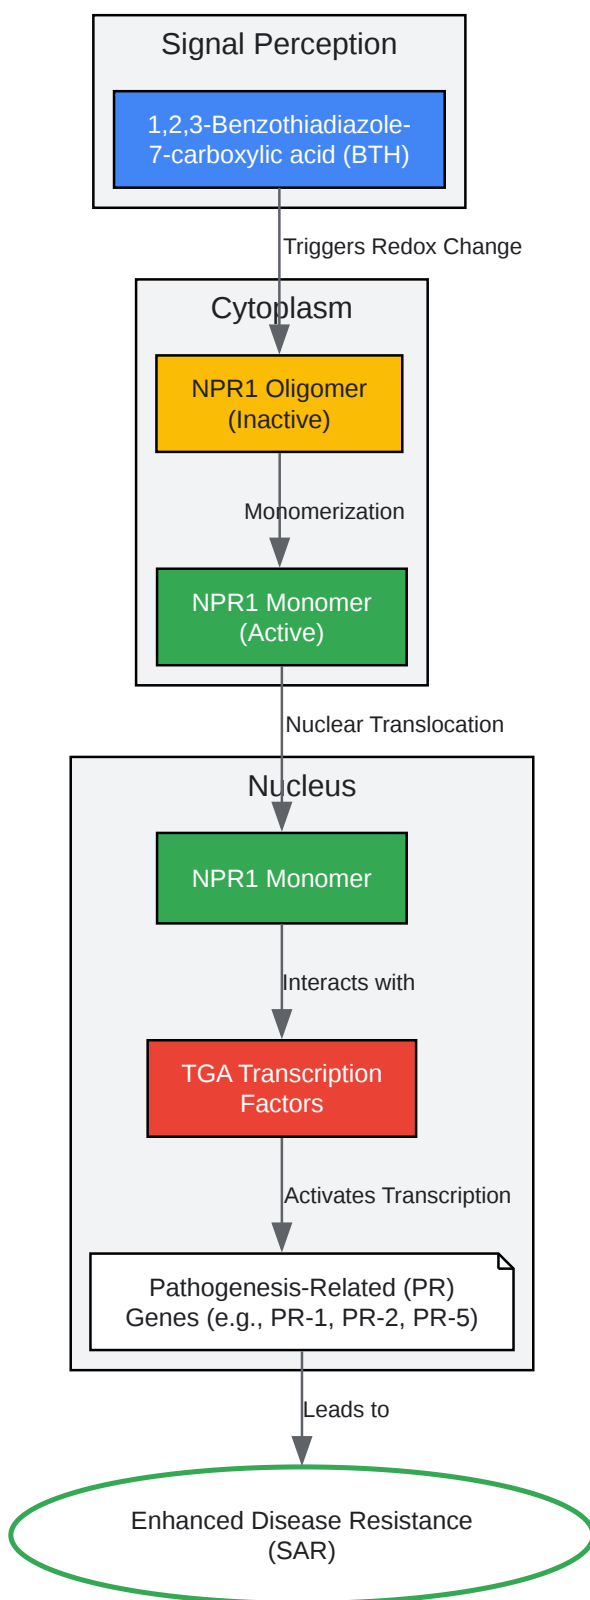 Signal Perception
1,2,3-Benzothiadiazole-
7-carboxylic acid (BTH)
Triggers Redox Change
Cytoplasm
NPR1 Oligomer
(Inactive)
Monomerization
NPR1 Monomer
(Active)
Nuclear Translocation
Nucleus
NPR1 Monomer
Interacts with
TGA Transcription
Factors
Activates Transcription
Pathogenesis-Related (PR)
Genes (e.g., PR-1, PR-2, PR-5)
Leads to
Enhanced Disease Resistance
(SAR)